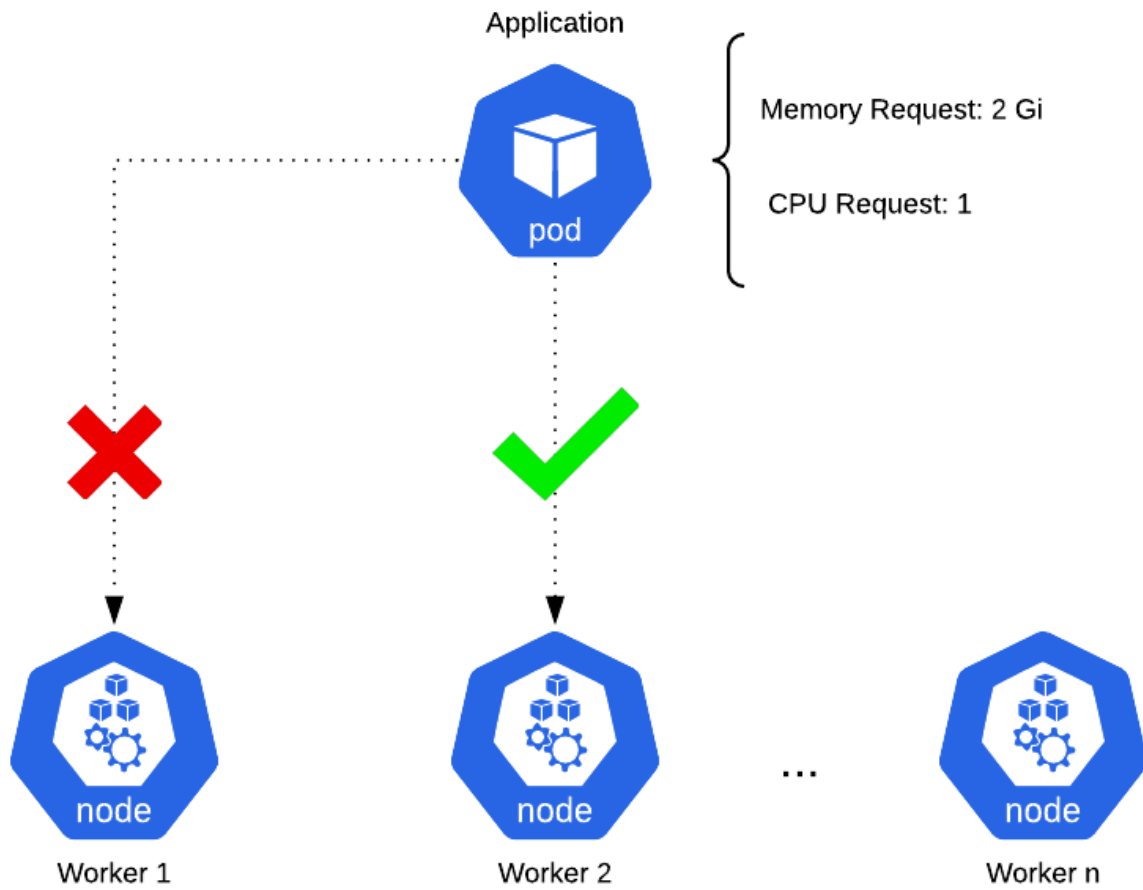 Application
Memory Request: 2 Gi
CPU Request: 1
pod
...
node
node
node
Worker 1
Worker 2
Worker n